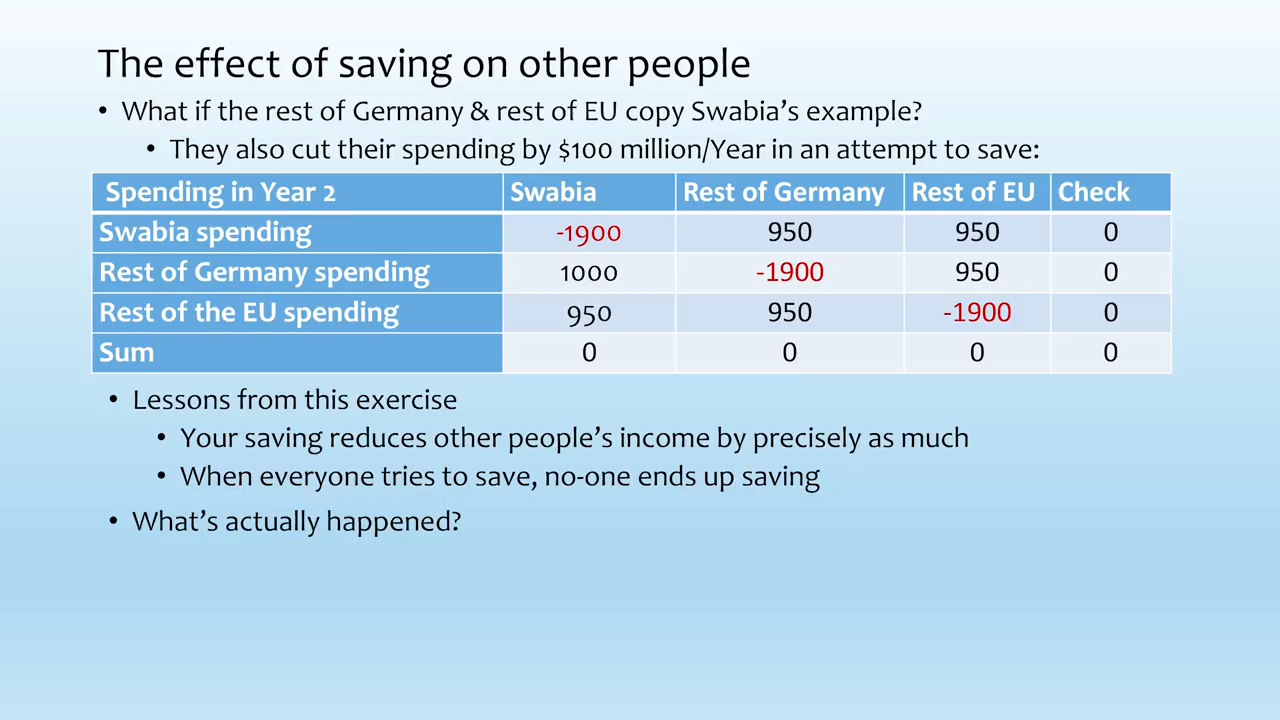 The effect of saving on other people
• What if the rest of Germany & rest of EU copy Swabia's example?
• They also cut their spending by $100 million/Year in an attempt to save:
Spending in Year 2 Swabia Rest of Germany Rest of EU Check
Swabia spending -1900 950 950 0
Rest of Germany spending 1000 -1900 950 0
Rest of the EU spending 950 950 -1900 0
Sum 0 0 0 0
• Lessons from this exercise
• Your saving reduces other people's income by precisely as much
• When everyone tries to save, no-one ends up saving
• What's actually happened?